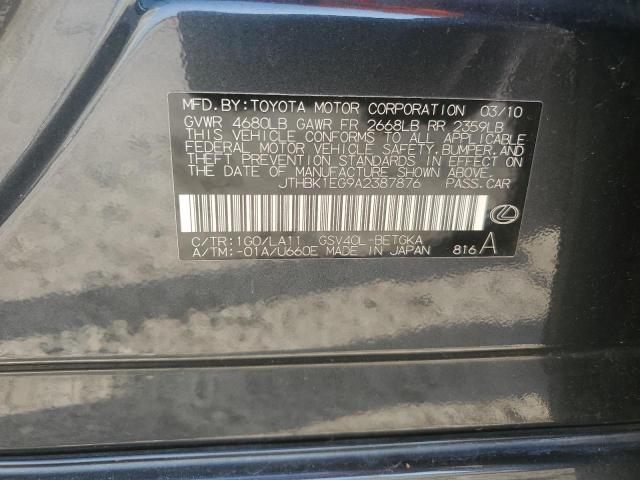 MFD.BY:TOYOTA MOTOR CORPORATION 03/10
GVWR 4680LB GAWR FR 2668LB RR 2359LB
THIS VEHICLE CONFORMS TO ALL APPLICABLE
FEDERAL MOTOR VEHICLE SAFETY, BUMPER, AND
THEFT PREVENTION STANDARDS IN EFFECT ON
THE DATE OF MANUFACTURE SHOWN ABOVE.
JTHBK1EG9A2387876 PASS.CAR
C/TR:1G0/LA11 GSV40L-BETGKA
A/TM:-01A/U660E MADE IN JAPAN 816 A